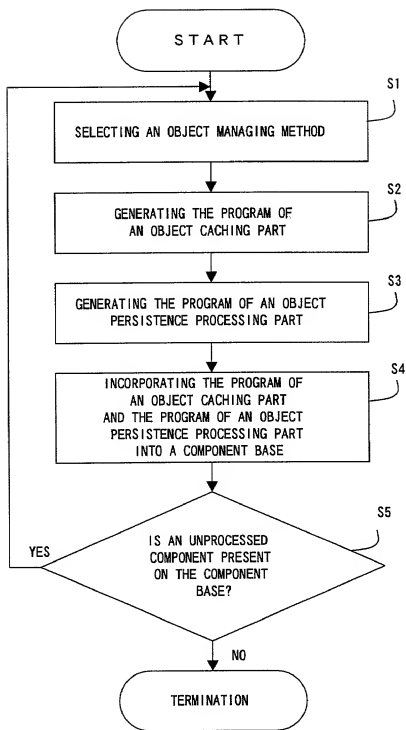 START
S1
SELECTING AN OBJECT MANAGING METHOD
S2
GENERATING THE PROGRAM OF
AN OBJECT CACHING PART
S3
GENERATING THE PROGRAM OF AN OBJECT
PERSISTENCE PROCESSING PART
S4
INCORPORATING THE PROGRAM OF
AN OBJECT CACHING PART
AND THE PROGRAM OF AN OBJECT
PERSISTENCE PROCESSING PART
INTO A COMPONENT BASE
S5
YES
IS AN UNPROCESSED
COMPONENT PRESENT
ON THE COMPONENT
BASE?
NO
TERMINATION